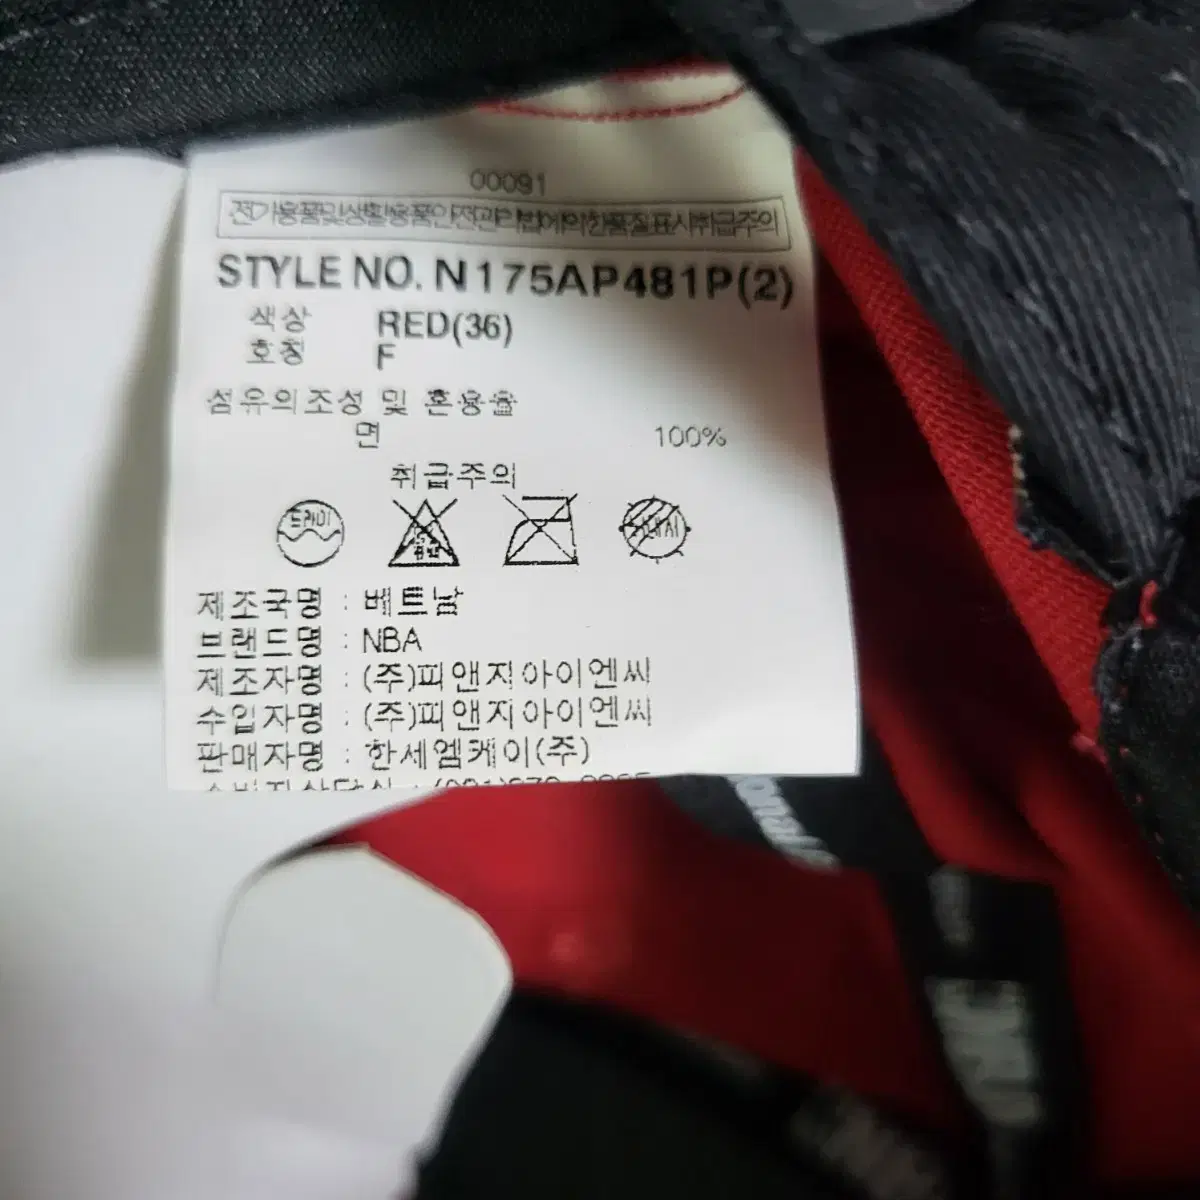 00091
전기용품및생활용품안전관리법에의한품질표시취급주의
STYLE NO. N175AP481P(2)
색상 RED(36)
호칭 F
섬유의조성 및 혼용율
면 100%
취급주의
드라이
제조국명 : 베트남
브랜드명 : NBA
제조자명 : (주)피앤지아이엔씨
수입자명 : (주)피앤지아이엔씨
판매자명 : 한세엠케이(주)